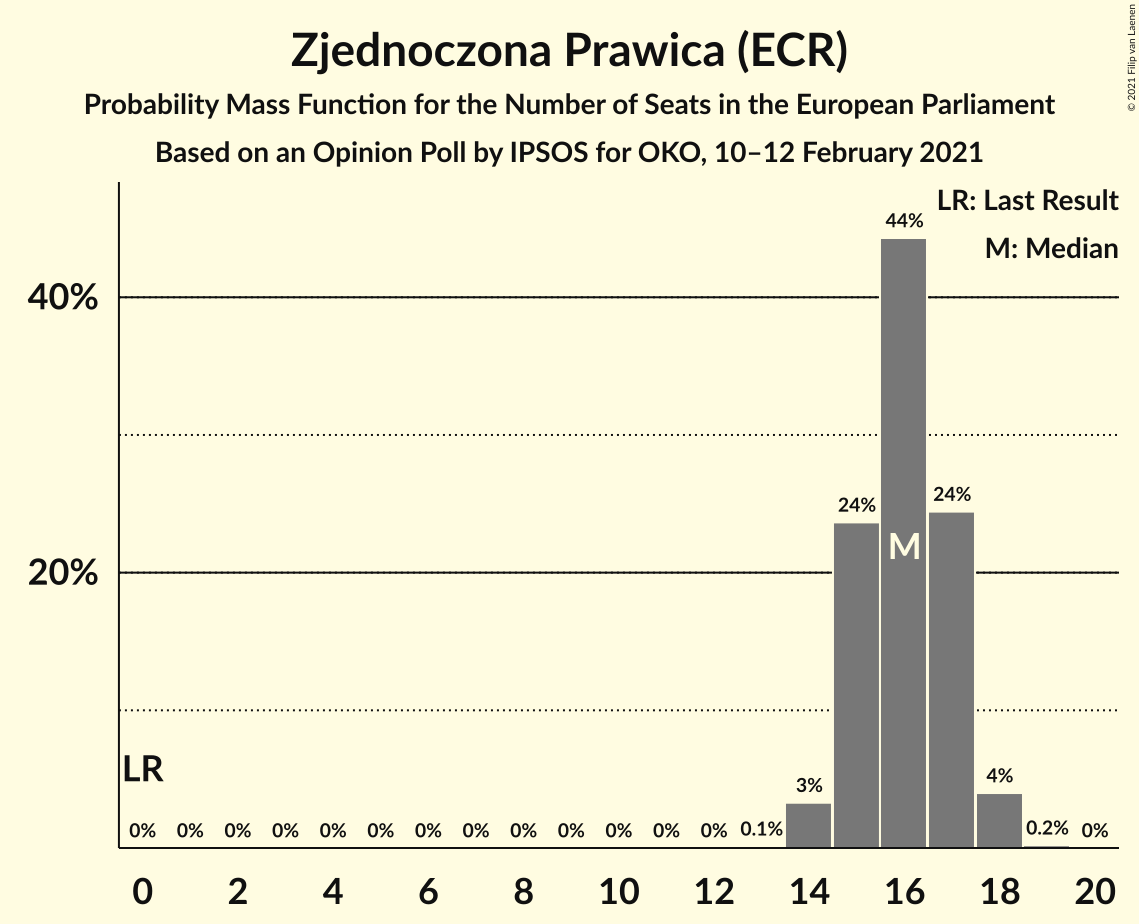 Zjednoczona Prawica (ECR)
Probability Mass Function for the Number of Seats in the European Parliament
Based on an Opinion Poll by IPSOS for OKO, 10–12 February 2021
© 2021 Filip van Laenen
LR: Last Result
M: Median
40%
20%
44%
24%
24%
M
LR
3%
4%
0% 0% 0% 0% 0% 0% 0% 0% 0% 0% 0% 0% 0% 0.1% 0.2% 0%
0 2 4 6 8 10 12 14 16 18 20